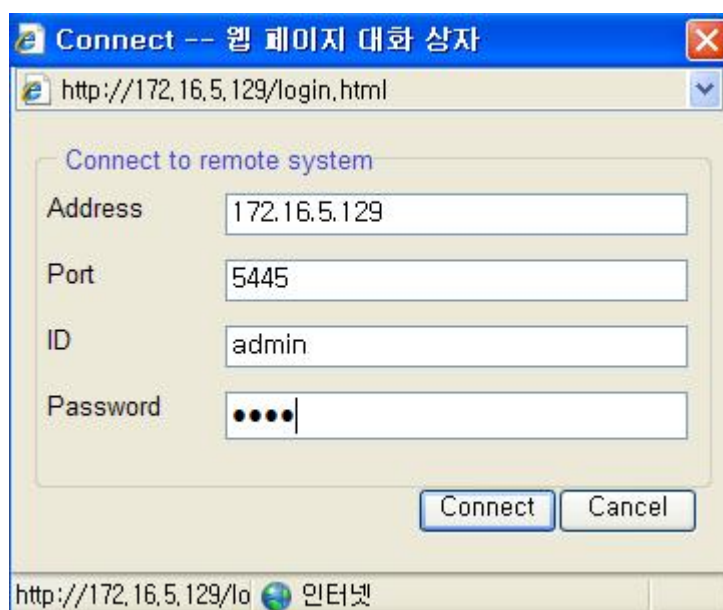 Connect -- 웹 페이지 대화 상자
http://172.16.5.129/login.html
Connect to remote system
Address 172.16.5.129
Port 5445
ID admin
Password ●●●●
Connect Cancel
http://172.16.5.129/lo 인터넷